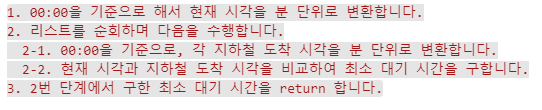 1. 00:00을 기준으로 해서 현재 시각을 분 단위로 변환합니다.
2. 리스트를 순회하며 다음을 수행합니다.
2-1. 00:00을 기준으로, 각 지하철 도착 시각을 분 단위로 변환합니다.
2-2. 현재 시각과 지하철 도착 시각을 비교하여 최소 대기 시간을 구합니다.
3. 2번 단계에서 구한 최소 대기 시간을 return 합니다.